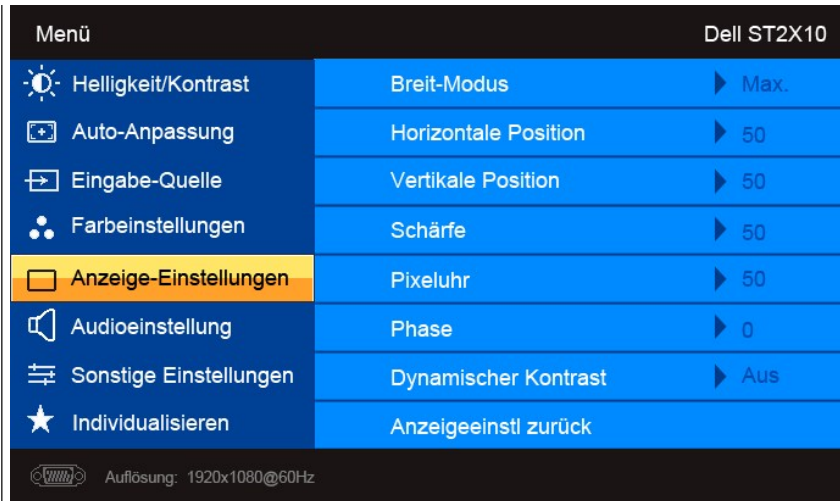 Menü Dell ST2X10
Helligkeit/Kontrast Breit-Modus Max.
Auto-Anpassung Horizontale Position 50
Eingabe-Quelle Vertikale Position 50
Farbeinstellungen Schärfe 50
Anzeige-Einstellungen Pixeluhr 50
Audioeinstellung Phase 0
Sonstige Einstellungen Dynamischer Kontrast Aus
Individualisieren Anzeigeeinstl zurück
Auflösung: 1920x1080@60Hz